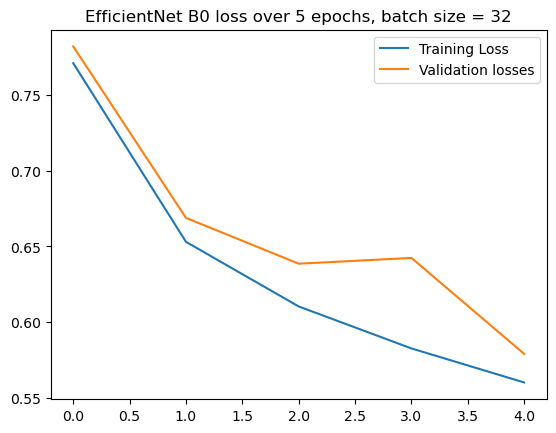 EfficientNet B0 loss over 5 epochs, batch size = 32
Training Loss
Validation losses
0.75
0.70
0.65
0.60
0.55
0.0 0.5 1.0 1.5 2.0 2.5 3.0 3.5 4.0